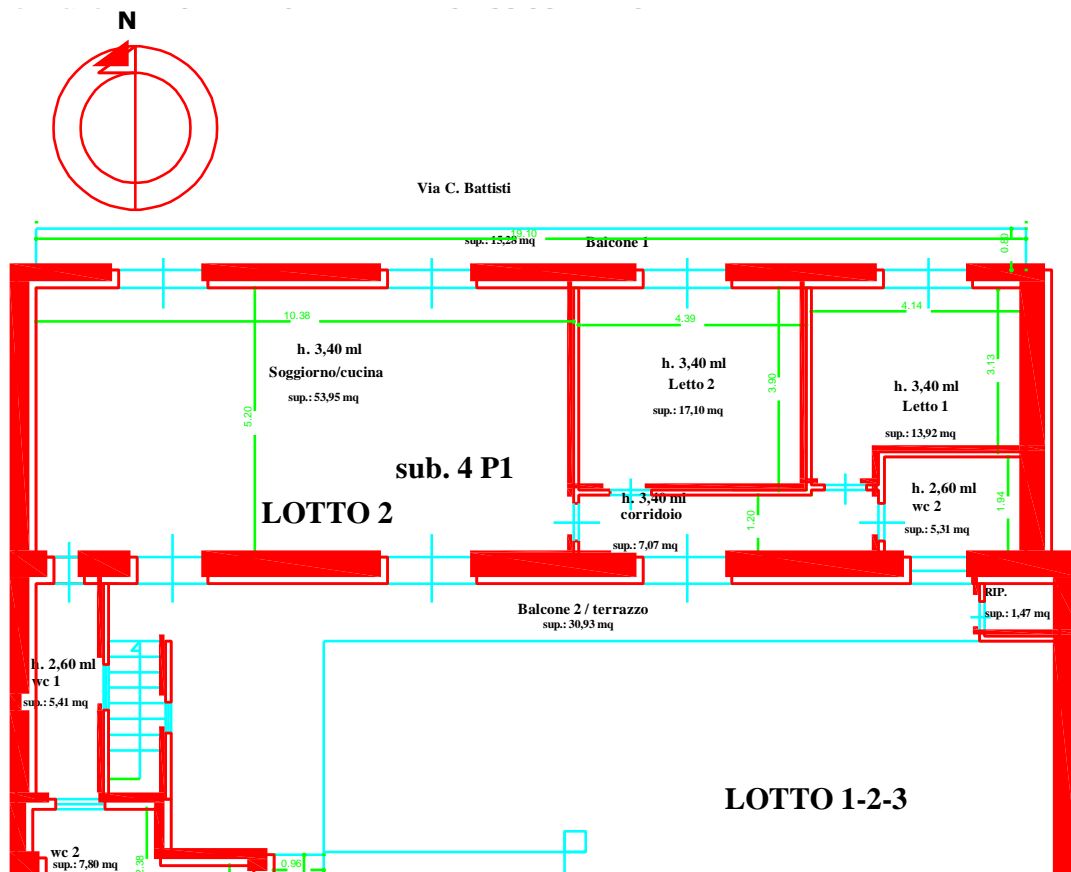 N
Via C. Battisti
19.10
sup.: 15,28 mq
Balcone 1
0.80
10.38
4.39
4.14
h. 3,40 ml
Soggiorno/cucina
sup.: 53,95 mq
5.20
h. 3,40 ml
Letto 2
sup.: 17,10 mq
3.90
3.13
h. 3,40 ml
Letto 1
sup.: 13,92 mq
sub. 4 P1
LOTTO 2
h. 3,40 ml
corridoio
sup.: 7,07 mq
1.20
h. 2,60 ml
wc 2
sup.: 5,31 mq
1.94
Balcone 2 / terrazzo
sup.: 30,93 mq
RIP.
sup.: 1,47 mq
h. 2,60 ml
wc 1
sup.: 5,41 mq
LOTTO 1-2-3
wc 2
sup.: 7,80 mq
2.38
0.96